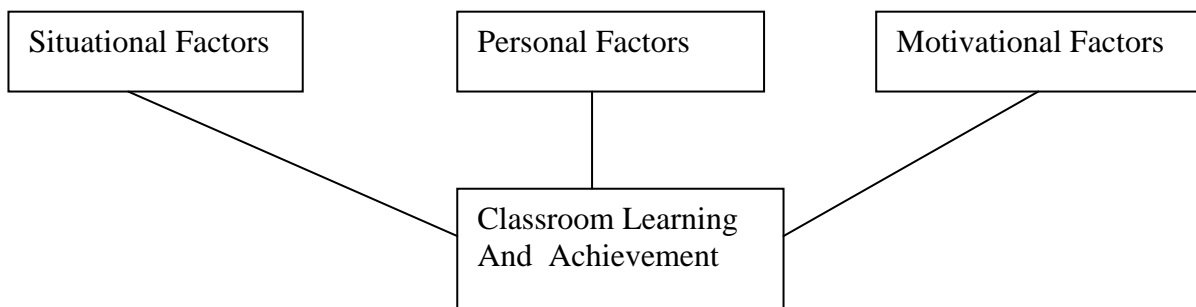 Situational Factors
Personal Factors
Motivational Factors
Classroom Learning
And  Achievement